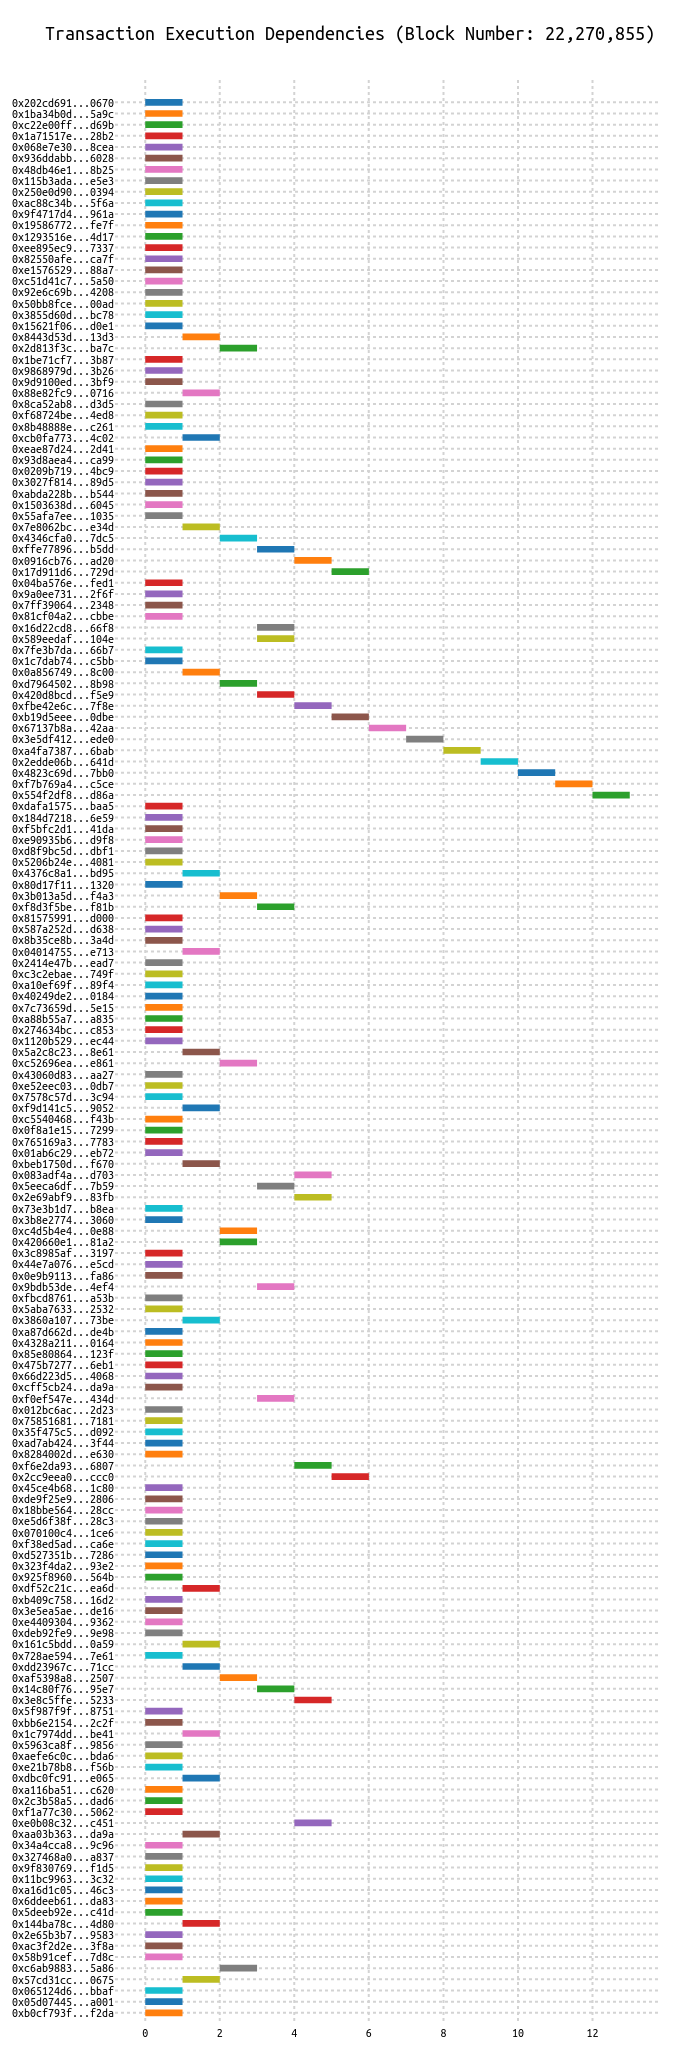 Transaction Execution Dependencies (Block Number: 22,270,855)
0x202cd691...0670
0x1ba34b0d...5a9c
0xc22e00ff...d69b
0x1a71517e...28b2
0x068e7e30...8cea
0x936ddabb...6028
0x48db46e1...8b25
0x115b3ada...e5e3
0x250e0d90...0394
0xac88c34b...5f6a
0x9f4717d4...961a
0x19586772...fe7f
0x1293516e...4d17
0xee895ec9...7337
0x82550afe...ca7f
0xe1576529...88a7
0xc51d41c7...5a50
0x92e6c69b...4208
0x50bb8fce...00ad
0x3855d60d...bc78
0x15621f06...d0e1
0x8443d53d...13d3
0x2d813f3c...ba7c
0x1be71cf7...3b87
0x9868979d...3b26
0x9d9100ed...3bf9
0x88e82fc9...0716
0x8ca52ab8...d3d5
0xf68724be...4ed8
0x8b48888e...c261
0xcb0fa773...4c02
0xeae87d24...2d41
0x93d8aea4...ca99
0x0209b719...4bc9
0x3027f814...89d5
0xabda228b...b544
0x1503638d...6045
0x55afa7ee...1035
0x7e8062bc...e34d
0x4346cfa0...7dc5
0xffe77896...b5dd
0x0916cb76...ad20
0x17d911d6...729d
0x04ba576e...fed1
0x9a0ee731...2f6f
0x7ff39064...2348
0x81cf04a2...cbbe
0x16d22cd8...66f8
0x589eedaf...104e
0x7fe3b7da...66b7
0x1c7dab74...c5bb
0x0a856749...8c00
0xd7964502...8b98
0x420d8bcd...f5e9
0xfbe42e6c...7f8e
0xb19d5eee...0dbe
0x67137b8a...42aa
0x3e5df412...ede0
0xa4fa7387...6bab
0x2edde06b...641d
0x4823c69d...7bb0
0xf7b769a4...c5ce
0x554f2df8...d86a
0xdafa1575...baa5
0x184d7218...6e59
0xf5bfc2d1...41da
0xe90935b6...d9f8
0xd8f9bc5d...dbf1
0x5206b24e...4081
0x4376c8a1...bd95
0x80d17f11...1320
0x3b013a5d...f4a3
0xf8d3f5be...f81b
0x81575991...d000
0x587a252d...d638
0x8b35ce8b...3a4d
0x04014755...e713
0x2414e47b...ead7
0xc3c2ebae...749f
0xa10ef69f...89f4
0x40249de2...0184
0x7c73659d...5e15
0xa88b55a7...a835
0x274634bc...c853
0x1120b529...ec44
0x5a2c8c23...8e61
0xc52696ea...e861
0x43060d83...aa27
0xe52eec03...0db7
0x7578c57d...3c94
0xf9d141c5...9052
0xc5540468...f43b
0x0f8a1e15...7299
0x765169a3...7783
0x01ab6c29...eb72
0xbeb1750d...f670
0x083adf4a...d703
0x5eeca6df...7b59
0x2e69abf9...83fb
0x73e3b1d7...b8ea
0x3b8e2774...3060
0xc4d5b4e4...0e88
0x420660e1...81a2
0x3c8985af...3197
0x44e7a076...e5cd
0x0e9b9113...fa86
0x9bdb53de...4ef4
0xfbcd8761...a53b
0x5aba7633...2532
0x3860a107...73be
0xa87d662d...de4b
0x4328a211...0164
0x85e80864...123f
0x475b7277...6eb1
0x66d223d5...4068
0xcff5cb24...da9a
0xf0ef547e...434d
0x012bc6ac...2d23
0x75851681...7181
0x35f475c5...d092
0xad7ab424...3f44
0x8284002d...e630
0xf6e2da93...6807
0x2cc9eea0...ccc0
0x45ce4b68...1c80
0xde9f25e9...2806
0x18bbe564...28cc
0xe5d6f38f...28c3
0x070100c4...1ce6
0xf38ed5ad...ca6e
0xd527351b...7286
0x323f4da2...93e2
0x925f8960...564b
0xdf52c21c...ea6d
0xb409c758...16d2
0x3e5ea5ae...de16
0xe4409304...9362
0xdeb92fe9...9e98
0x161c5bdd...0a59
0x728ae594...7e61
0xdd23967c...71cc
0xaf5398a8...2507
0x14c80f76...95e7
0x3e8c5ffe...5233
0x5f987f9f...8751
0xbb6e2154...2c2f
0x1c7974dd...be41
0x5963ca8f...9856
0xaefe6c0c...bda6
0xe21b78b8...f56b
0xdbc0fc91...e065
0xa116ba51...c620
0x2c3b58a5...dad6
0xf1a77c30...5062
0xe0b08c32...c451
0xaa03b363...da9a
0x34a4cca8...9c96
0x327468a0...a837
0x9f830769...f1d5
0x11bc9963...3c32
0xa16d1c05...46c3
0x6ddeeb61...da83
0x5deeb92e...c41d
0x144ba78c...4d80
0x2e65b3b7...9583
0xac3f2d2e...3f8a
0x58b91cef...7d8c
0xc6ab9883...5a86
0x57cd31cc...0675
0x065124d6...bbaf
0x05d07445...a001
0xb0cf793f...f2da
0 2 4 6 8 10 12